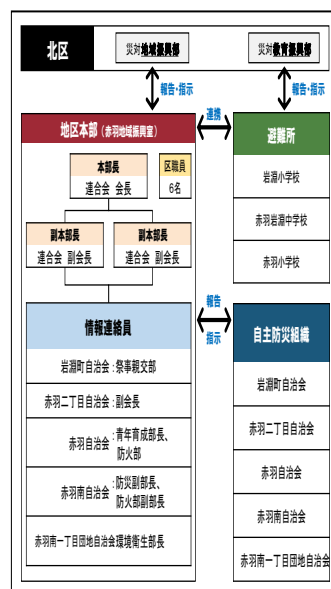 北区
災対地域振興部
災対教育振興部
報告・指示
報告・指示
地区本部（赤羽地域振興室）
連携
避難所
本部長
連合会 会長
区職員
6名
岩淵小学校
赤羽岩淵中学校
赤羽小学校
副本部長
連合会 副会長
副本部長
連合会 副会長
情報連絡員
報告
指示
自主防災組織
岩淵町自治会：祭事親交部
赤羽二丁目自治会：副会長
赤羽自治会：青年育成部長、
防火部
赤羽南自治会：防災副部長、
防火部副部長
赤羽南一丁目団地自治会環境衛生部長
岩淵町自治会
赤羽二丁目自治会
赤羽自治会
赤羽南自治会
赤羽南一丁目団地自治会